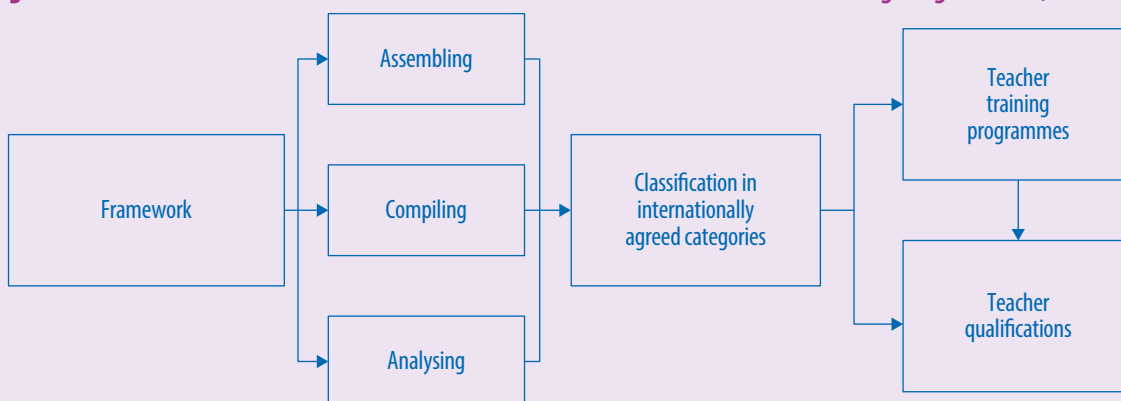 Assembling
Framework
Compiling
Analysing
Classification in
internationally
agreed categories
Teacher
training
programmes
Teacher
qualifications